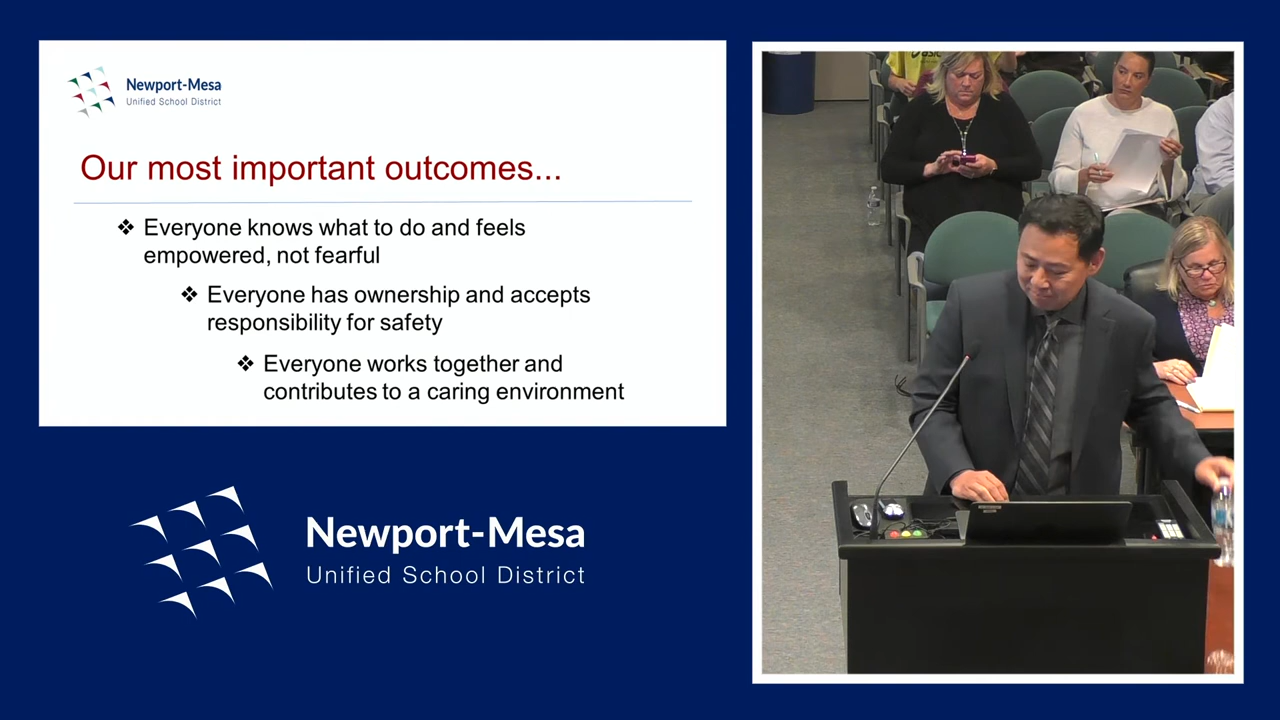 Newport-Mesa
Unified School District
Our most important outcomes...
❖ Everyone knows what to do and feels
empowered, not fearful
❖ Everyone has ownership and accepts
responsibility for safety
❖ Everyone works together and
contributes to a caring environment
Newport-Mesa
Unified School District